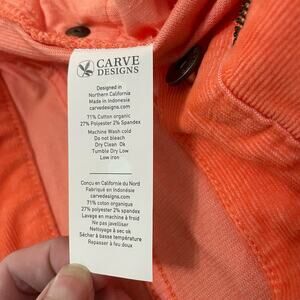 CARVE
DESIGNS
Designed in
Northern California
Made in Indonesia
carvedesigns.com
71% Cotton organic
27% Polyester 2% Spandex
Machine Wash cold
Do not bleach
Dry Clean Ok
Tumble Dry Low
Low iron
Conçu en Californie du Nord
Fabriqué en Indonésie
carvedesigns.com
71% coton organique
27% polyester 2% spandex
Lavage en machine à froid
Ne pas javelliser
Nettoyage à sec ok
Sécher à basse température
Repasser à feu doux